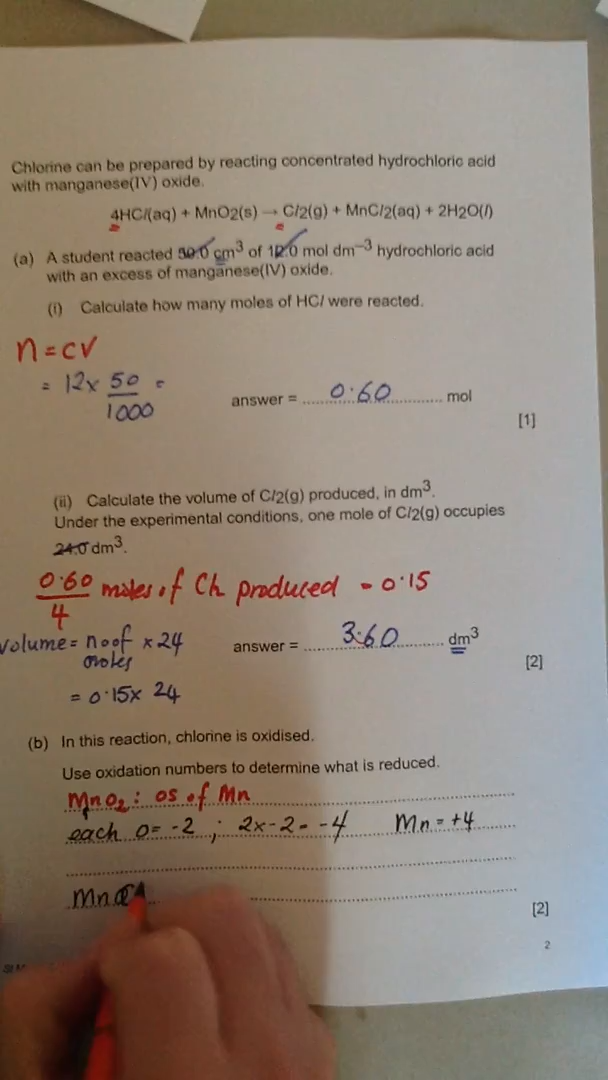 Chlorine can be prepared by reacting concentrated hydrochloric acid
with manganese(IV) oxide.
4HCl(aq) + MnO2(s) → Cl2(g) + MnCl2(aq) + 2H2O(l)
(a) A student reacted 50.0 cm3 of 12.0 mol dm−3 hydrochloric acid
with an excess of manganese(IV) oxide.
(i) Calculate how many moles of HCl were reacted.
n = cv
= 12 x 50/1000 =
answer = 0.60 mol
[1]
(ii) Calculate the volume of Cl2(g) produced, in dm3.
Under the experimental conditions, one mole of Cl2(g) occupies
24.0 dm3.
0.60/4 moles of Cl2 produced = 0.15
volume = no of moles x 24
answer = 3.60 dm3
= 0.15 x 24
[2]
(b) In this reaction, chlorine is oxidised.
Use oxidation numbers to determine what is reduced.
MnO2 : OS of Mn
each O = -2 ; 2x-2 = -4 Mn = +4
Mn
[2]
2